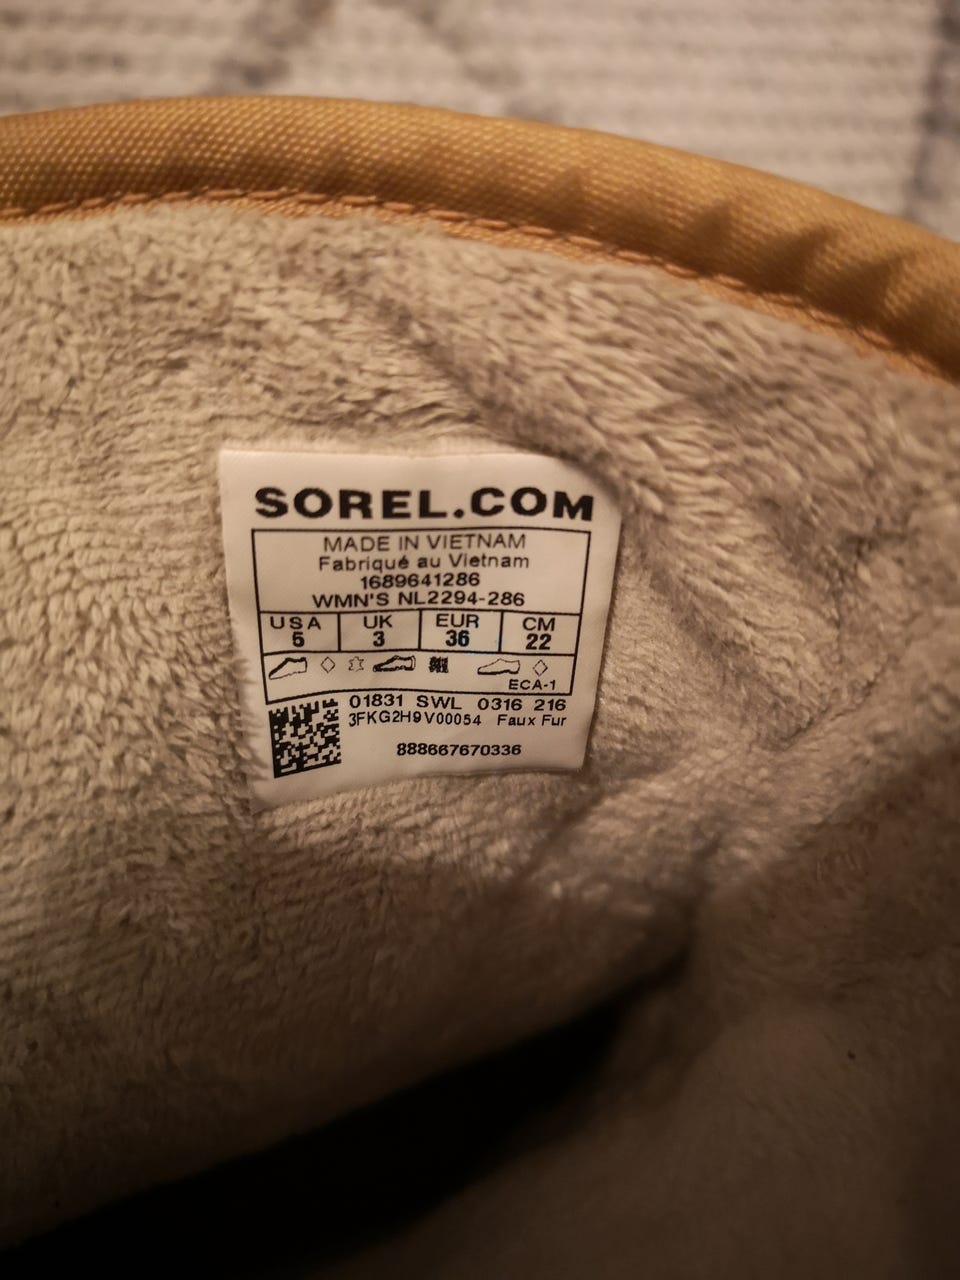 SOREL.COM
MADE IN VIETNAM
Fabriqué au Vietnam
1689641286
WMN'S NL2294-286
USA UK EUR CM
5 3 36 22
ECA-1
01831 SWL 0316 216
3FKG2H9V00054 Faux Fur
888667670336